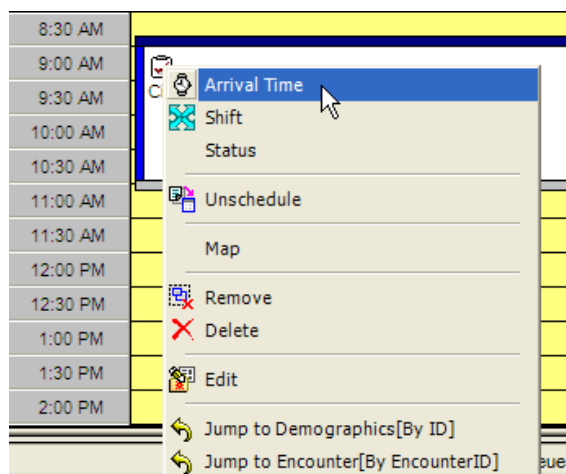 8:30 AM
9:00 AM
9:30 AM
10:00 AM
10:30 AM
11:00 AM
11:30 AM
12:00 PM
12:30 PM
1:00 PM
1:30 PM
2:00 PM
Arrival Time
Shift
Status
Unschedule
Map
Remove
Delete
Edit
Jump to Demographics[By ID]
Jump to Encounter[By EncounterID]